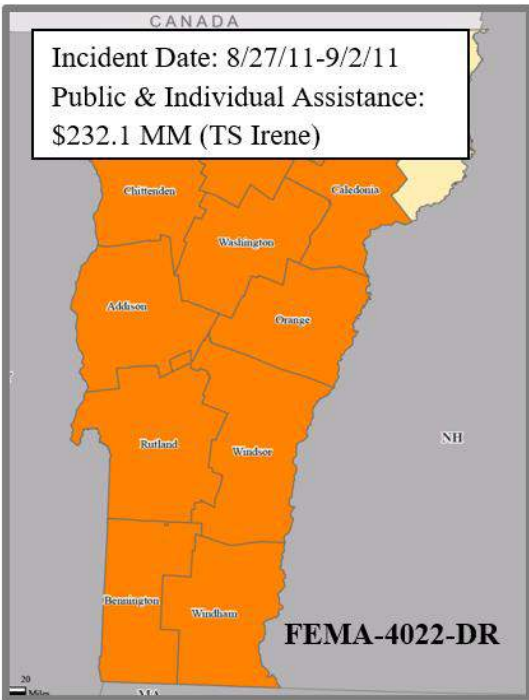 CANADA
Incident Date: 8/27/11-9/2/11
Public & Individual Assistance:
$232.1 MM (TS Irene)
Chittenden
Caledonia
Washington
Addison
Orange
Rutland
Windsor
NH
Bennington
Windham
FEMA-4022-DR
20
Miles
MA